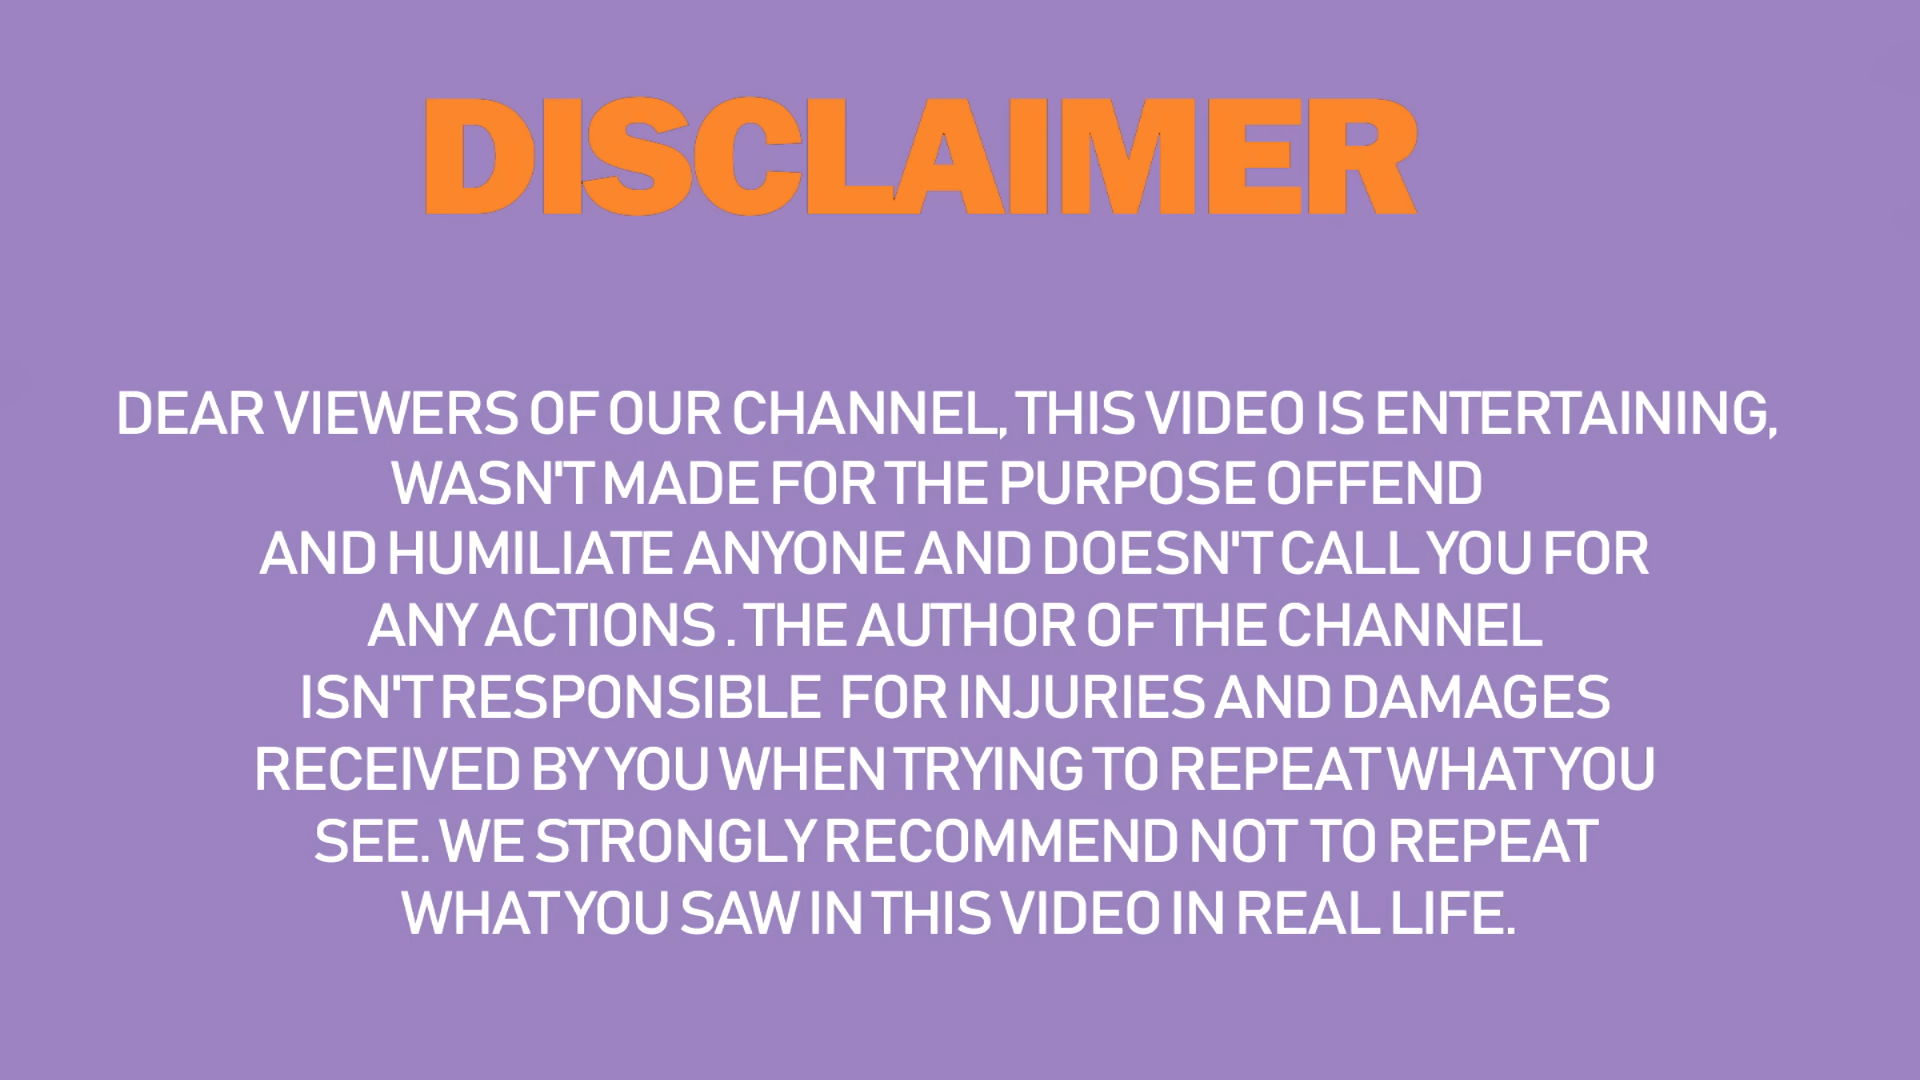 DISCLAIMER
DEAR VIEWERS OF OUR CHANNEL, THIS VIDEO IS ENTERTAINING,
WASN'T MADE FOR THE PURPOSE OFFEND
AND HUMILIATE ANYONE AND DOESN'T CALL YOU FOR
ANY ACTIONS . THE AUTHOR OF THE CHANNEL
ISN'T RESPONSIBLE FOR INJURIES AND DAMAGES
RECEIVED BY YOU WHEN TRYING TO REPEAT WHAT YOU
SEE. WE STRONGLY RECOMMEND NOT TO REPEAT
WHAT YOU SAW IN THIS VIDEO IN REAL LIFE.